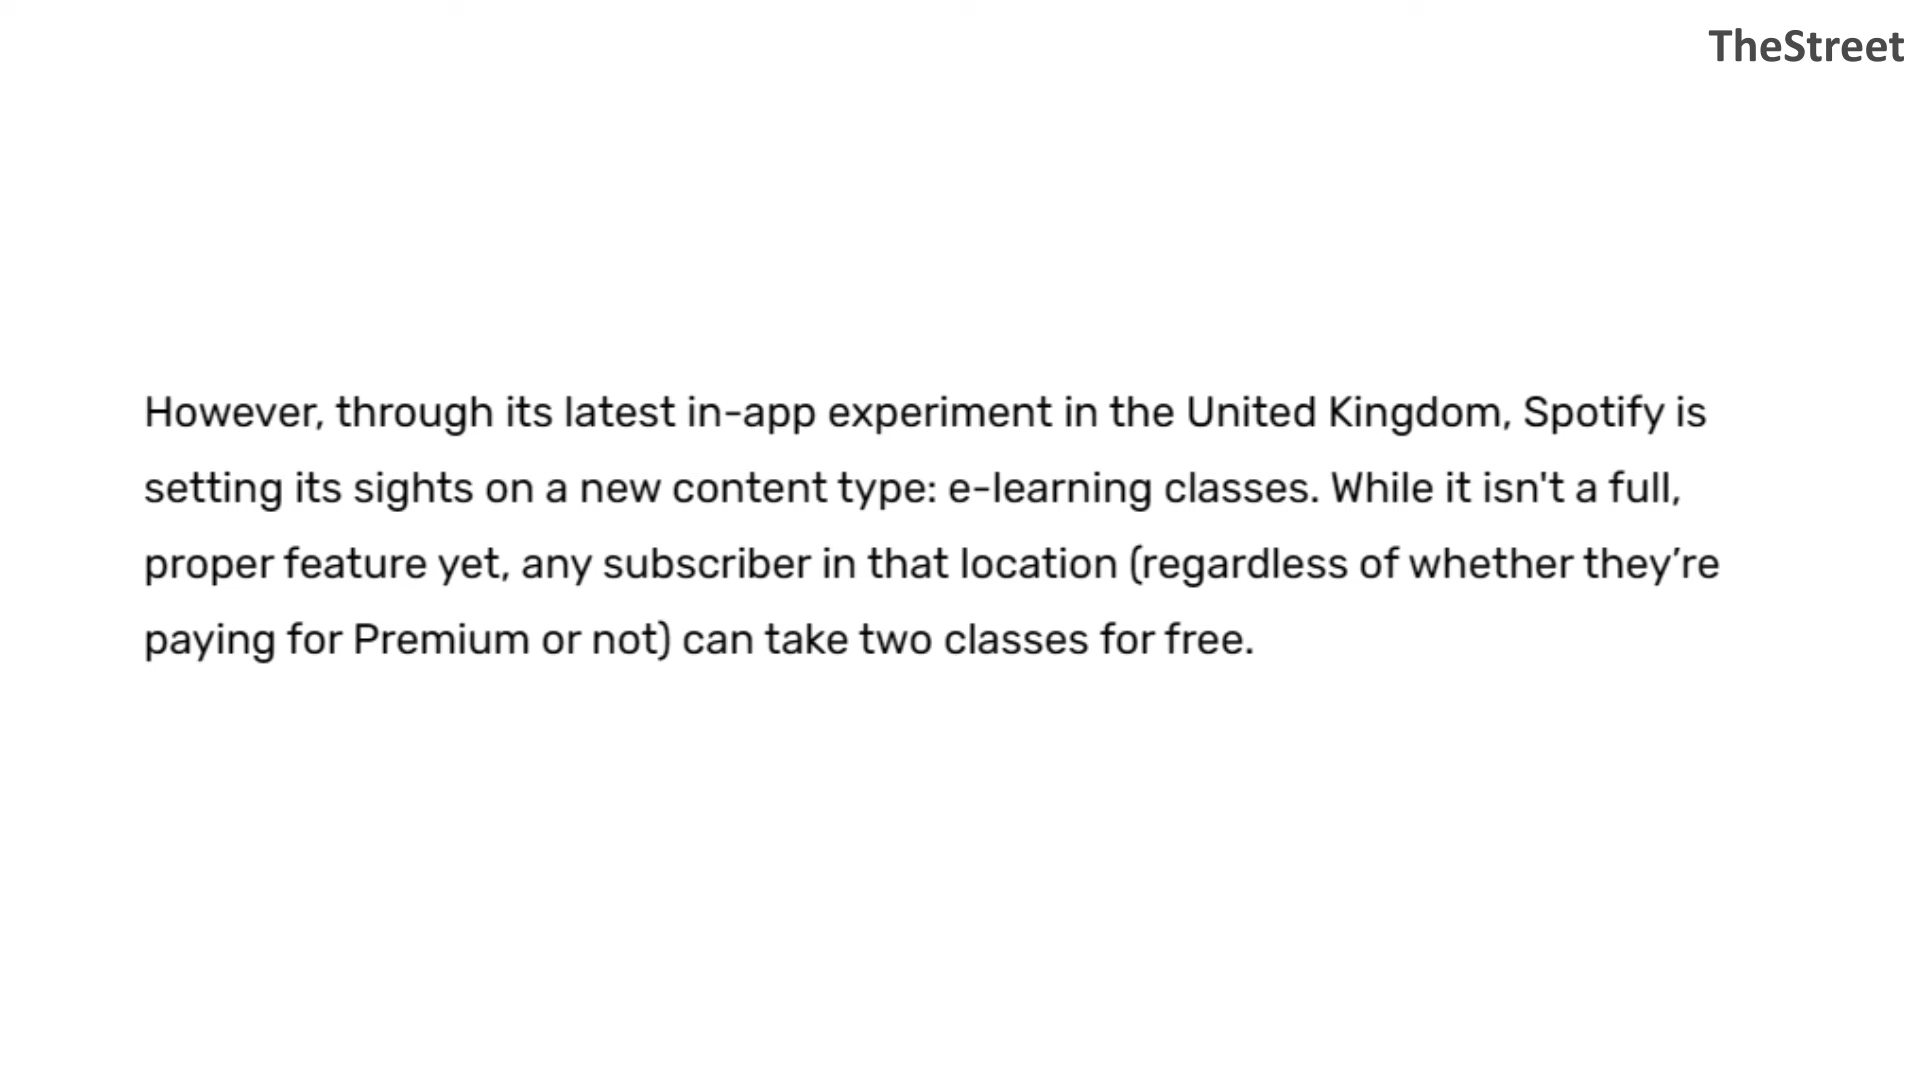 TheStreet
However, through its latest in-app experiment in the United Kingdom, Spotify is
setting its sights on a new content type: e-learning classes. While it isn't a full,
proper feature yet, any subscriber in that location (regardless of whether they’re
paying for Premium or not) can take two classes for free.